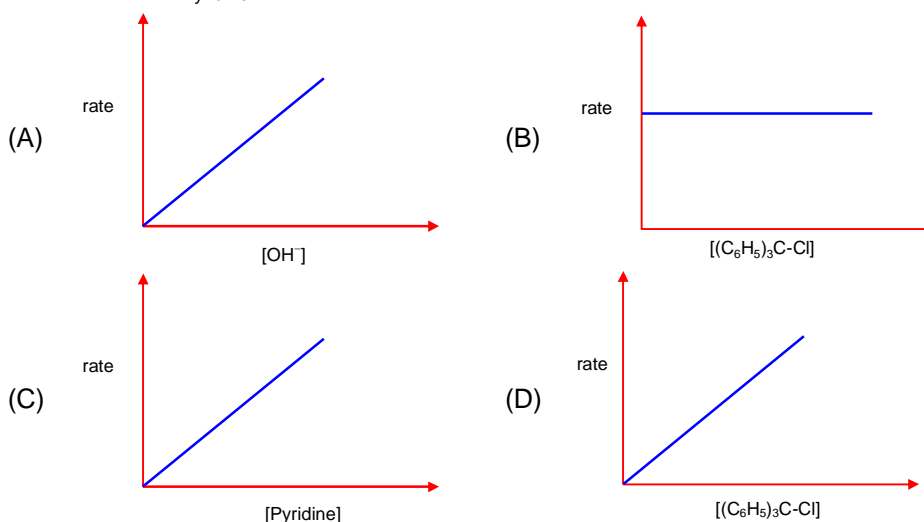 rate
(A)
[OH⁻]
rate
(B)
[(C₆H₅)₃C-Cl]
rate
(C)
[Pyridine]
rate
(D)
[(C₆H₅)₃C-Cl]